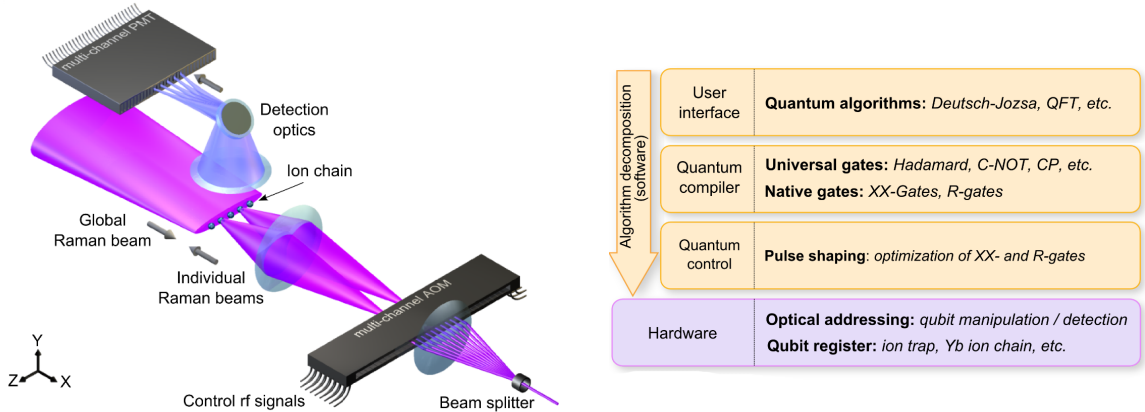 multi-channel PMT
Detection
optics
Ion chain
Global
Raman beam
Individual
Raman beams
multi-channel AOM
Y
Z
X
Control rf signals
Beam splitter
Algorithm decomposition
(software)
User
interface
Quantum algorithms: Deutsch-Jozsa, QFT, etc.
Quantum
compiler
Universal gates: Hadamard, C-NOT, CP, etc.
Native gates: XX-Gates, R-gates
Quantum
control
Pulse shaping: optimization of XX- and R-gates
Hardware
Optical addressing: qubit manipulation / detection
Qubit register: ion trap, Yb ion chain, etc.